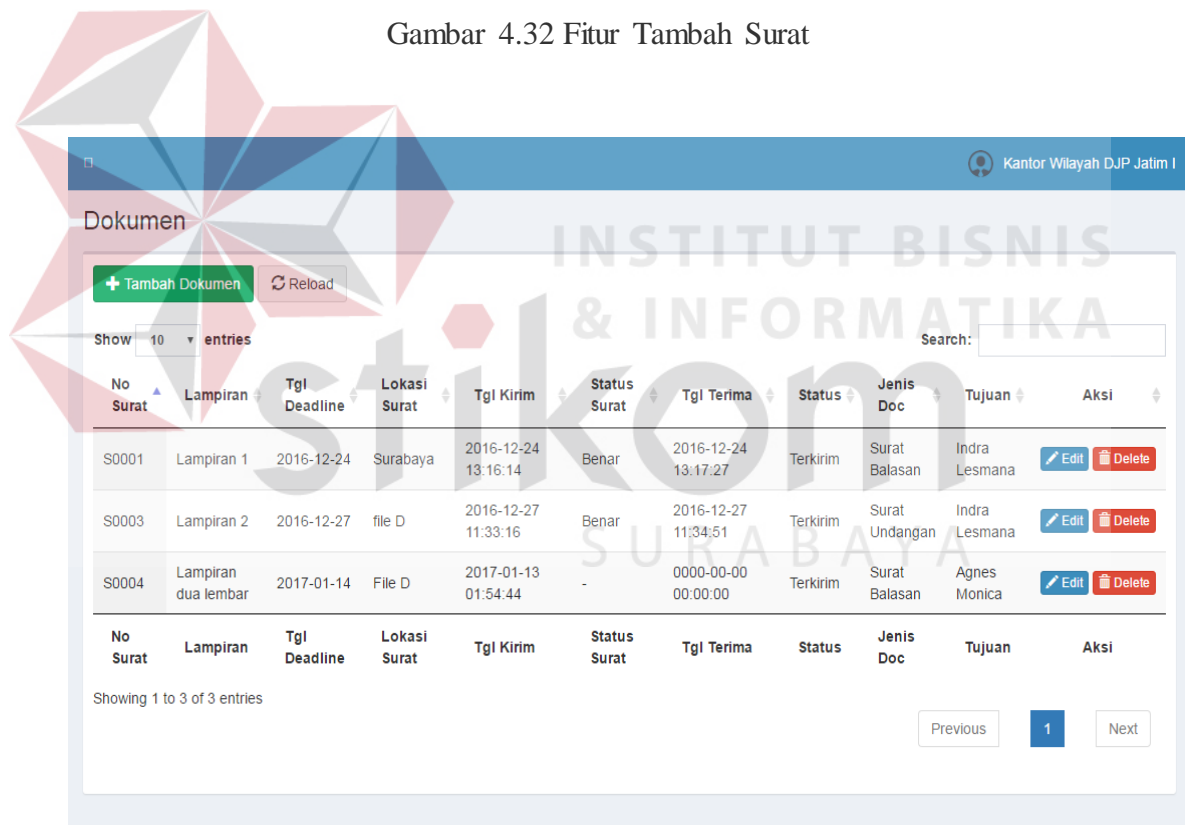 Gambar 4.32 Fitur Tambah Surat
Kantor Wilayah DJP Jatim I
Dokumen
INSTITUT BISNIS
& INFORMATIKA
stikom
SURABAYA
Tambah Dokumen Reload
Show 10 entries Search:
No Surat Lampiran Tgl Deadline Lokasi Surat Tgl Kirim Status Surat Tgl Terima Status Jenis Doc Tujuan Aksi
S0001 Lampiran 1 2016-12-24 Surabaya 2016-12-24 13:16:14 Benar 2016-12-24 13:17:27 Terkirim Surat Balasan Indra Lesmana Edit Delete
S0003 Lampiran 2 2016-12-27 file D 2016-12-27 11:33:16 Benar 2016-12-27 11:34:51 Terkirim Surat Undangan Indra Lesmana Edit Delete
S0004 Lampiran dua lembar 2017-01-14 File D 2017-01-13 01:54:44 - 0000-00-00 00:00:00 Terkirim Surat Balasan Agnes Monica Edit Delete
No Surat Lampiran Tgl Deadline Lokasi Surat Tgl Kirim Status Surat Tgl Terima Status Jenis Doc Tujuan Aksi
Showing 1 to 3 of 3 entries
Previous 1 Next